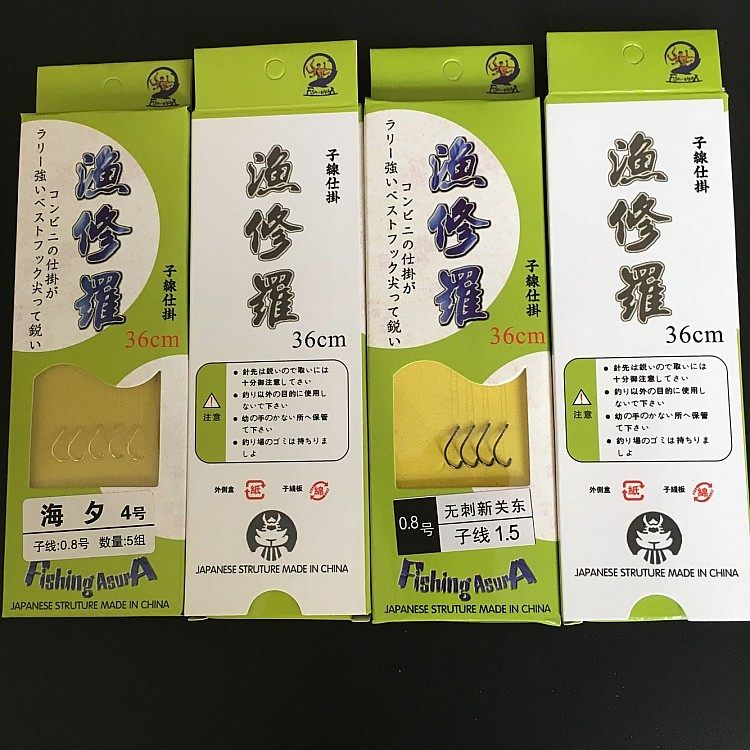 漁修羅
コンビニの仕掛が
ラリー強いベストフック尖って鋭い
子線仕掛
36cm
海夕 4号
子线:0.8号 数量:5组
Fishing AsurA
JAPANESE STRUTURE MADE IN CHINA
子線仕掛
漁修羅
36cm
注意
● 針先は鋭いので取いには
十分御注意してさい
● 釣り以外の目的に使用し
ないで下さい
● 幼の手のかない所へ保管
て下さい
● 釣り場のゴミは持ちりま
しよ
外側盒 紙 子线板 綿
JAPANESE STRUTURE MADE IN CHINA
漁修羅
コンビニの仕掛が
ラリー強いベストフック尖って鋭い
子線仕掛
36cm
0.8号
无刺新关东
子线 1.5
Fishing AsurA
JAPANESE STRUTURE MADE IN CHINA
子線仕掛
漁修羅
36cm
注意
● 針先は鋭いので取いには
十分御注意してさい
● 釣り以外の目的に使用し
ないで下さい
● 幼の手のかない所へ保管
て下さい
● 釣り場のゴミは持ちりま
しよ
外側盒 紙 子线板 綿
JAPANESE STRUTURE MADE IN CHINA